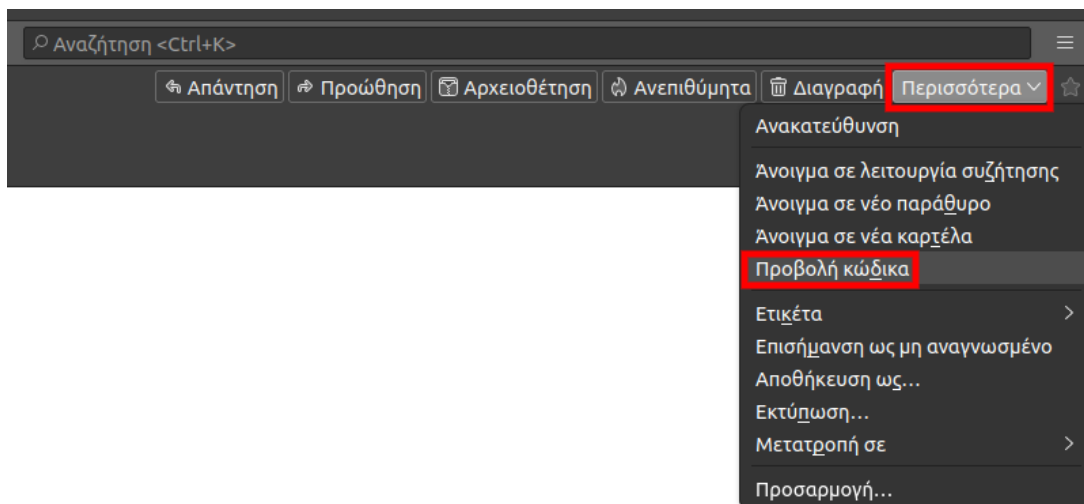 Αναζήτηση <Ctrl+K>
Απάντηση Προώθηση Αρχειοθέτηση Ανεπιθύμητα Διαγραφή Περισσότερα
Ανακατεύθυνση
Άνοιγμα σε λειτουργία συζήτησης
Άνοιγμα σε νέο παράθυρο
Άνοιγμα σε νέα καρτέλα
Προβολή κώδικα
Ετικέτα
Επισήμανση ως μη αναγνωσμένο
Αποθήκευση ως...
Εκτύπωση...
Μετατροπή σε
Προσαρμογή...